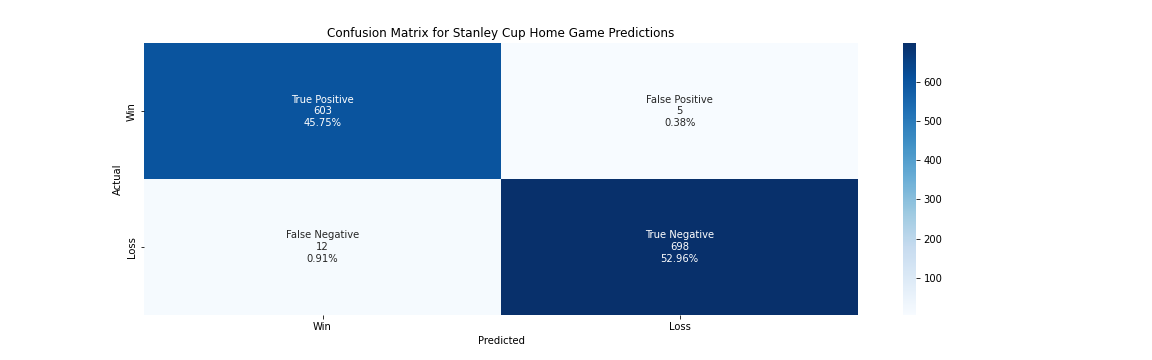 Confusion Matrix for Stanley Cup Home Game Predictions
Actual
Win
True Positive
603
45.75%
False Positive
5
0.38%
Loss
False Negative
12
0.91%
True Negative
698
52.96%
Win
Loss
Predicted
600
500
400
300
200
100